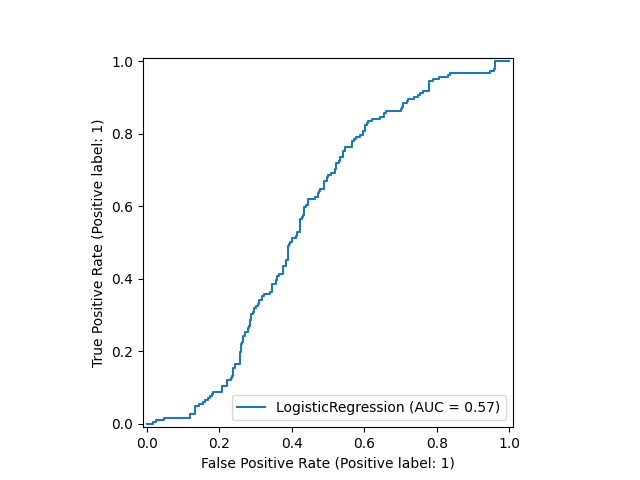 True Positive Rate (Positive label: 1)
1.0
0.8
0.6
0.4
0.2
0.0
LogisticRegression (AUC = 0.57)
0.0 0.2 0.4 0.6 0.8 1.0
False Positive Rate (Positive label: 1)